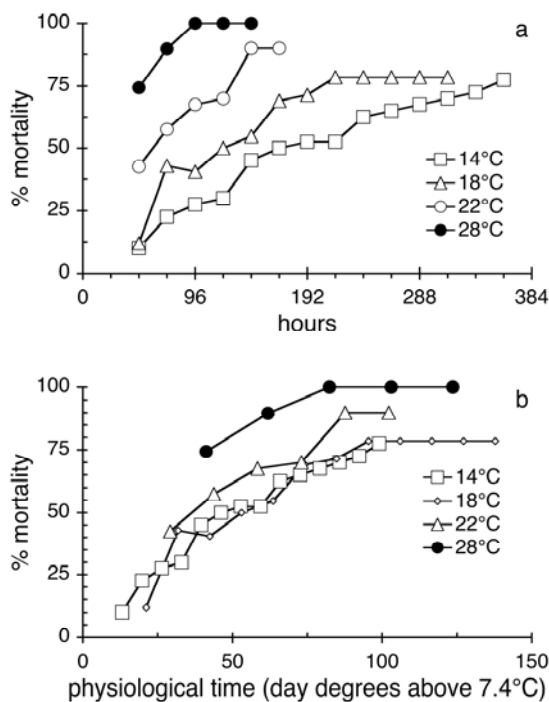 a
100
75
50
25
0
% mortality
14°C
18°C
22°C
28°C
0
96
192
288
384
hours
b
100
75
50
25
0
% mortality
14°C
18°C
22°C
28°C
0
50
100
150
physiological time (day degrees above 7.4°C)